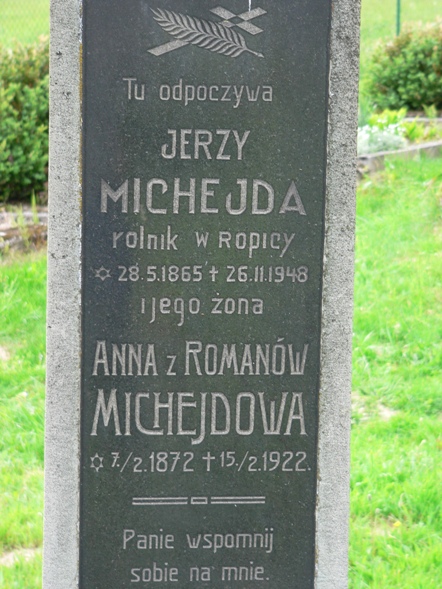 Tu odpoczywa
JERZY
MICHEJDA
rolnik w Ropicy
✡ 28.5.1865 † 26.11.1948
i jego żona
ANNA z ROMANÓW
MICHEJDOWA
✡ 7./2.1872 † 15./2.1922.
Panie wspomnij
sobie na mnie.